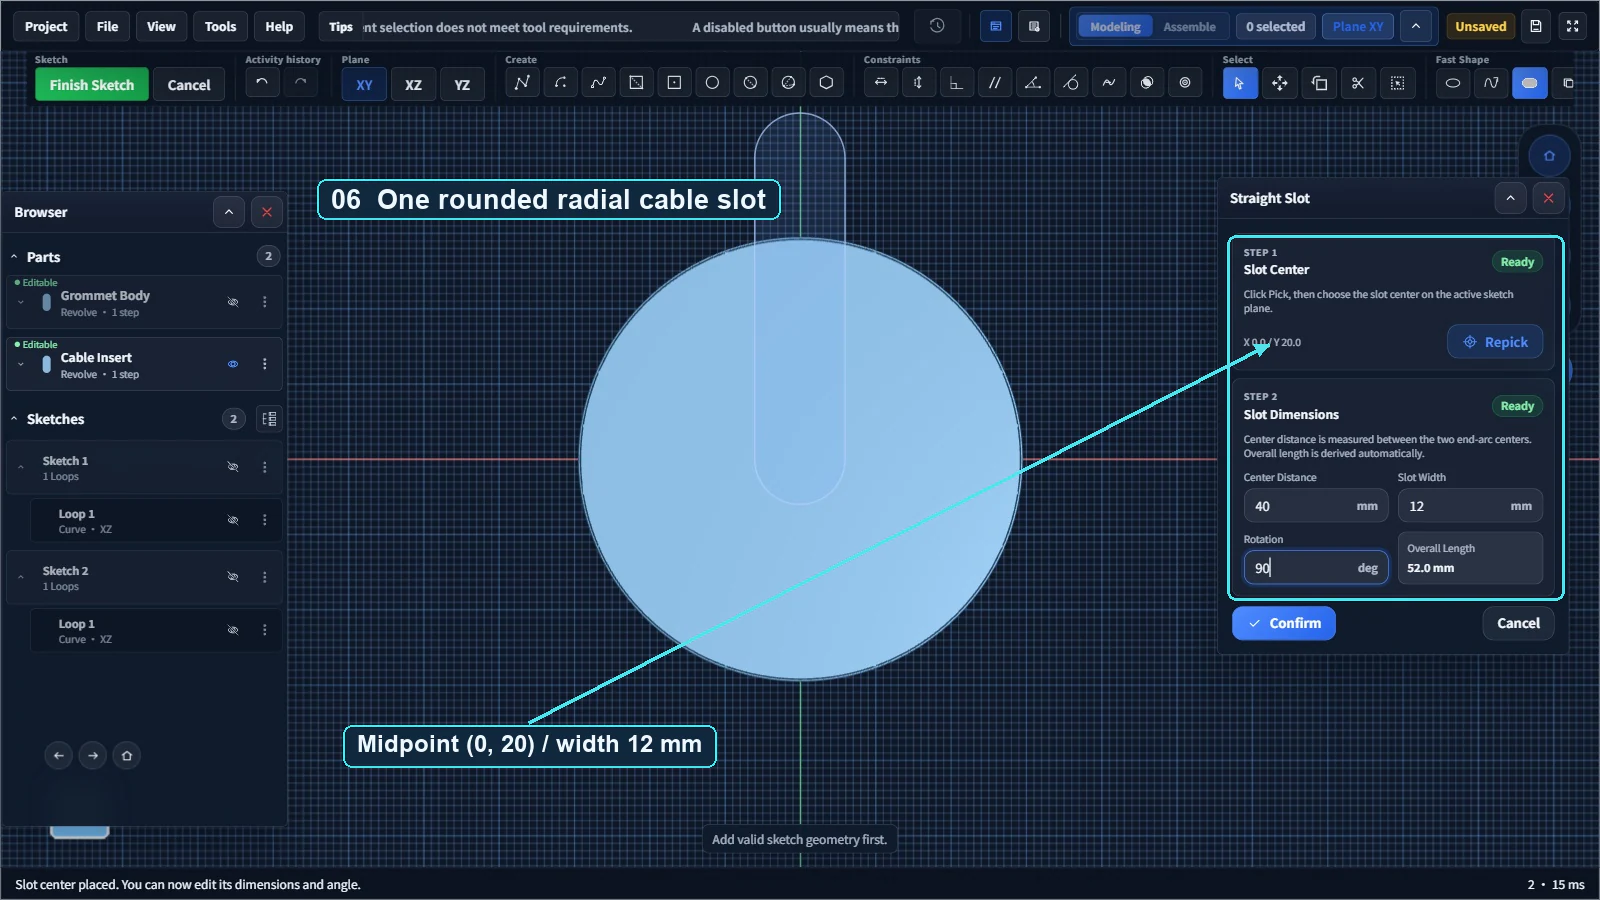 Project File View Tools Help Tips nt selection does not meet tool requirements. A disabled button usually means th Modeling Assemble 0 selected Plane XY Unsaved
Sketch Activity history Plane Create Constraints Select Fast Shape
Finish Sketch Cancel XY XZ YZ
06 One rounded radial cable slot
Browser
Parts 2
Editable
Grommet Body
Revolve • 1 step
Editable
Cable Insert
Revolve • 1 step
Sketches 2
Sketch 1
1 Loops
Loop 1
Curve • XZ
Sketch 2
1 Loops
Loop 1
Curve • XZ
Straight Slot
STEP 1
Slot Center Ready
Click Pick, then choose the slot center on the active sketch
plane.
X 0.0 / Y 20.0 Repick
STEP 2
Slot Dimensions Ready
Center distance is measured between the two end-arc centers.
Overall length is derived automatically.
Center Distance Slot Width
40 mm 12 mm
Rotation Overall Length
90 deg 52.0 mm
Confirm Cancel
Midpoint (0, 20) / width 12 mm
Add valid sketch geometry first.
Slot center placed. You can now edit its dimensions and angle. 2 • 15 ms